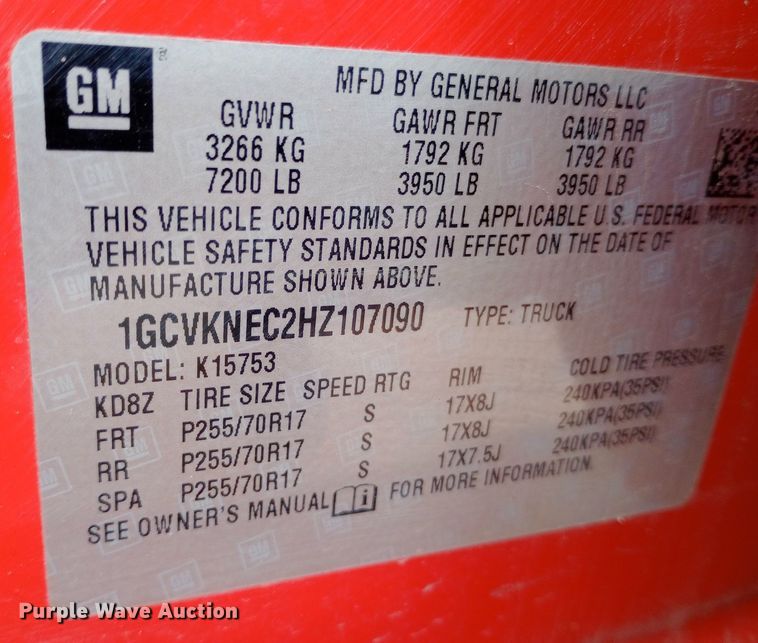 GM
MFD BY GENERAL MOTORS LLC
GVWR GAWR FRT GAWR RR
3266 KG 1792 KG 1792 KG
7200 LB 3950 LB 3950 LB
THIS VEHICLE CONFORMS TO ALL APPLICABLE U.S. FEDERAL MOTOR
VEHICLE SAFETY STANDARDS IN EFFECT ON THE DATE OF
MANUFACTURE SHOWN ABOVE.
1GCVKNEC2HZ107090 TYPE: TRUCK
MODEL: K15753
KD8Z TIRE SIZE SPEED RTG RIM COLD TIRE PRESSURE
FRT P255/70R17 S 17X8J 240KPA(35PSI)
RR P255/70R17 S 17X8J 240KPA(35PSI)
SPA P255/70R17 S 17X7.5J 240KPA(35PSI)
SEE OWNER'S MANUAL i FOR MORE INFORMATION.
Purple Wave Auction